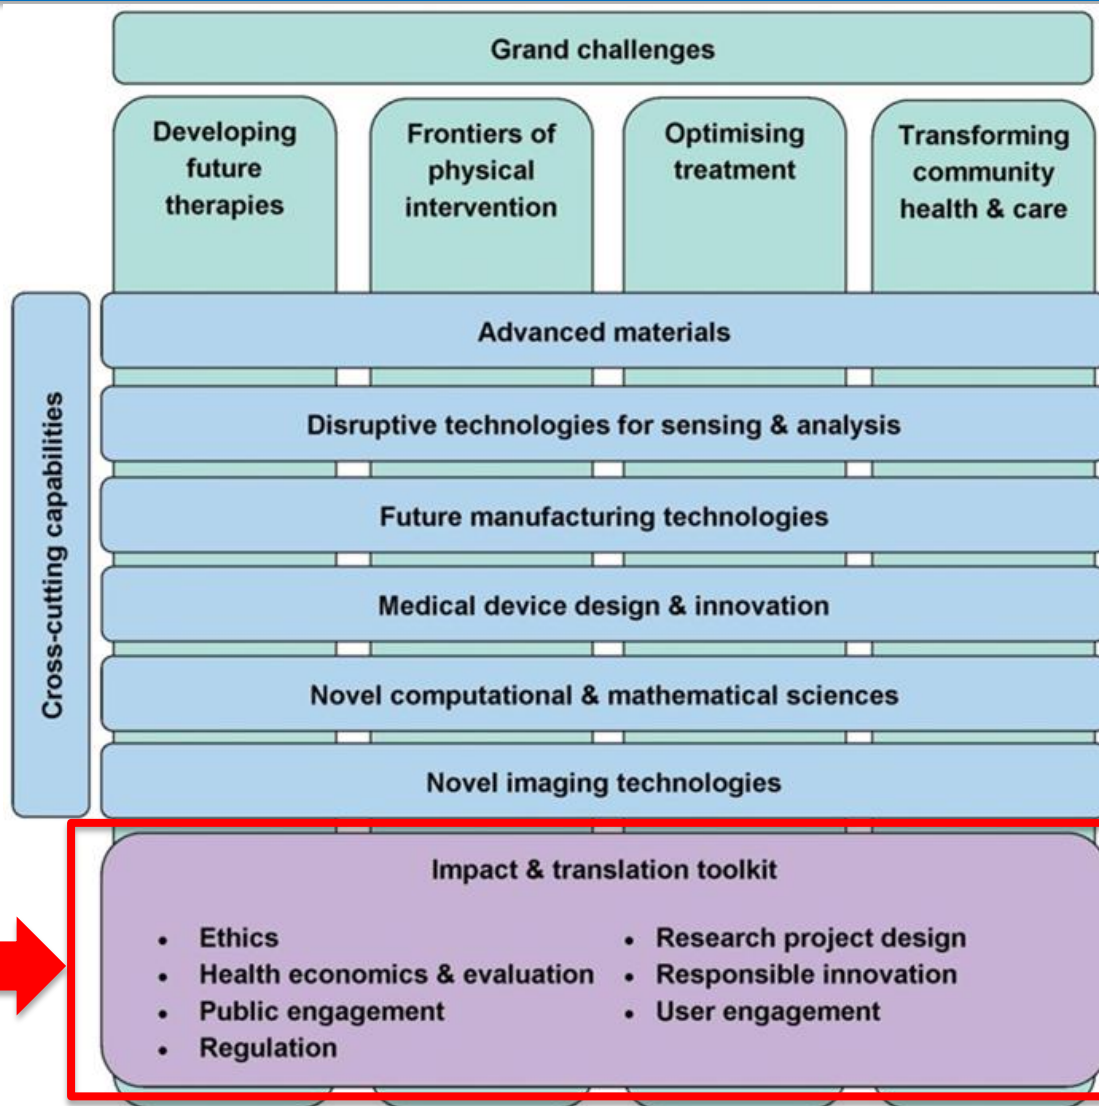 Grand challenges
Developing
future
therapies
Frontiers of
physical
intervention
Optimising
treatment
Transforming
community
health & care
Cross-cutting capabilities
Advanced materials
Disruptive technologies for sensing & analysis
Future manufacturing technologies
Medical device design & innovation
Novel computational & mathematical sciences
Novel imaging technologies
Impact & translation toolkit
• Ethics
• Health economics & evaluation
• Public engagement
• Regulation
• Research project design
• Responsible innovation
• User engagement